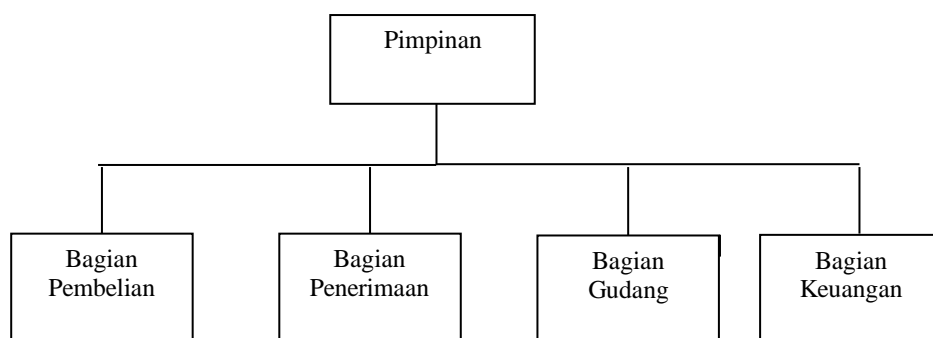 Pimpinan
Bagian
Pembelian
Bagian
Penerimaan
Bagian
Gudang
Bagian
Keuangan